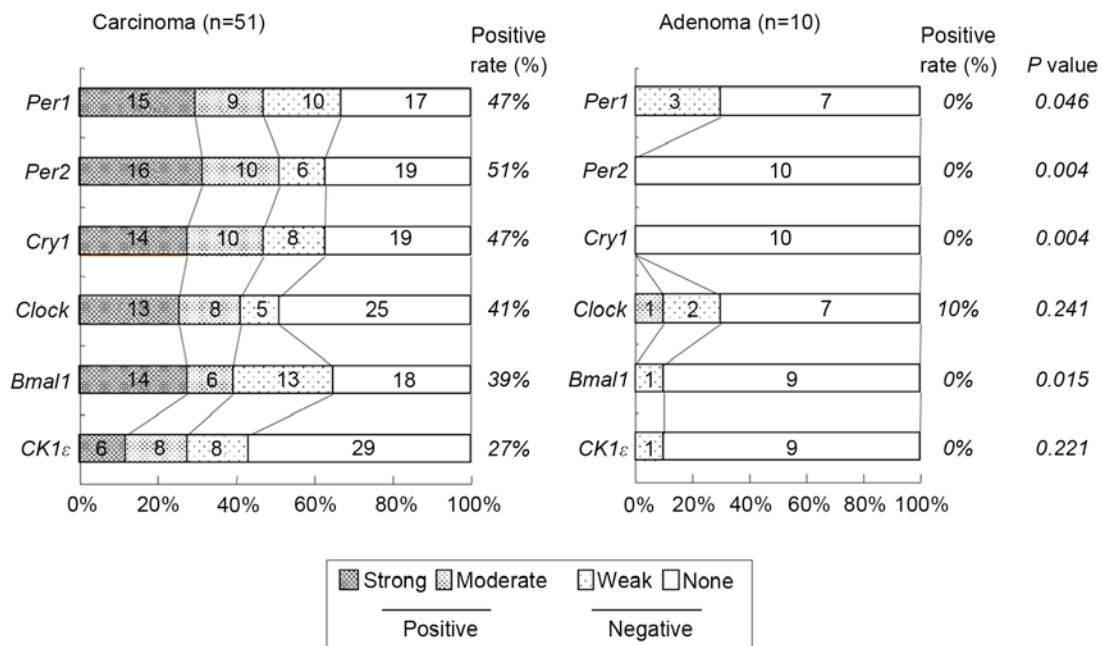 Carcinoma (n=51)
Positive
rate (%)
Per1 15 9 10 17 47%
Per2 16 10 6 19 51%
Cry1 14 10 8 19 47%
Clock 13 8 5 25 41%
Bmal1 14 6 13 18 39%
CK1ε 6 8 8 29 27%
0% 20% 40% 60% 80% 100%
Adenoma (n=10)
Positive
rate (%)
P value
Per1 3 7 0% 0.046
Per2 10 0% 0.004
Cry1 10 0% 0.004
Clock 1 2 7 10% 0.241
Bmal1 1 9 0% 0.015
CK1ε 1 9 0% 0.221
0% 20% 40% 60% 80% 100%
Strong Moderate Weak None
Positive Negative